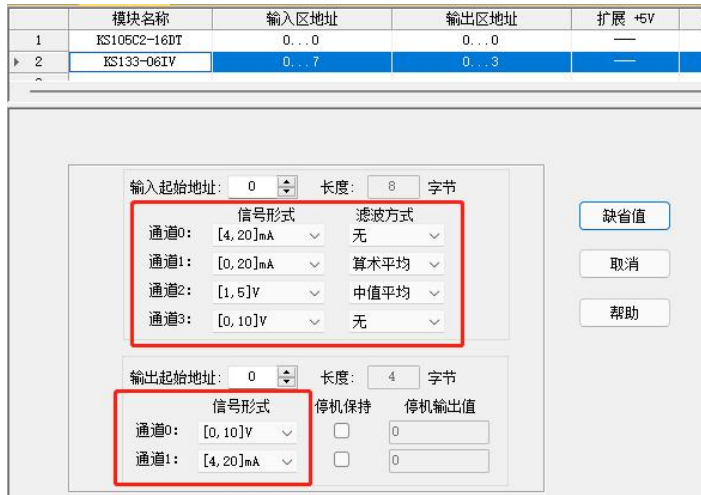 模块名称 输入区地址 输出区地址 扩展 +5V
1 KS105C2-16DT 0...0 0...0 ——
2 KS133-06IV 0...7 0...3 ——
输入起始地址: 0 长度: 8 字节
信号形式 滤波方式
通道0: [4,20]mA 无
通道1: [0,20]mA 算术平均
通道2: [1,5]V 中值平均
通道3: [0,10]V 无
缺省值
取消
帮助
输出起始地址: 0 长度: 4 字节
信号形式 停机保持 停机输出值
通道0: [0,10]V 0
通道1: [4,20]mA 0